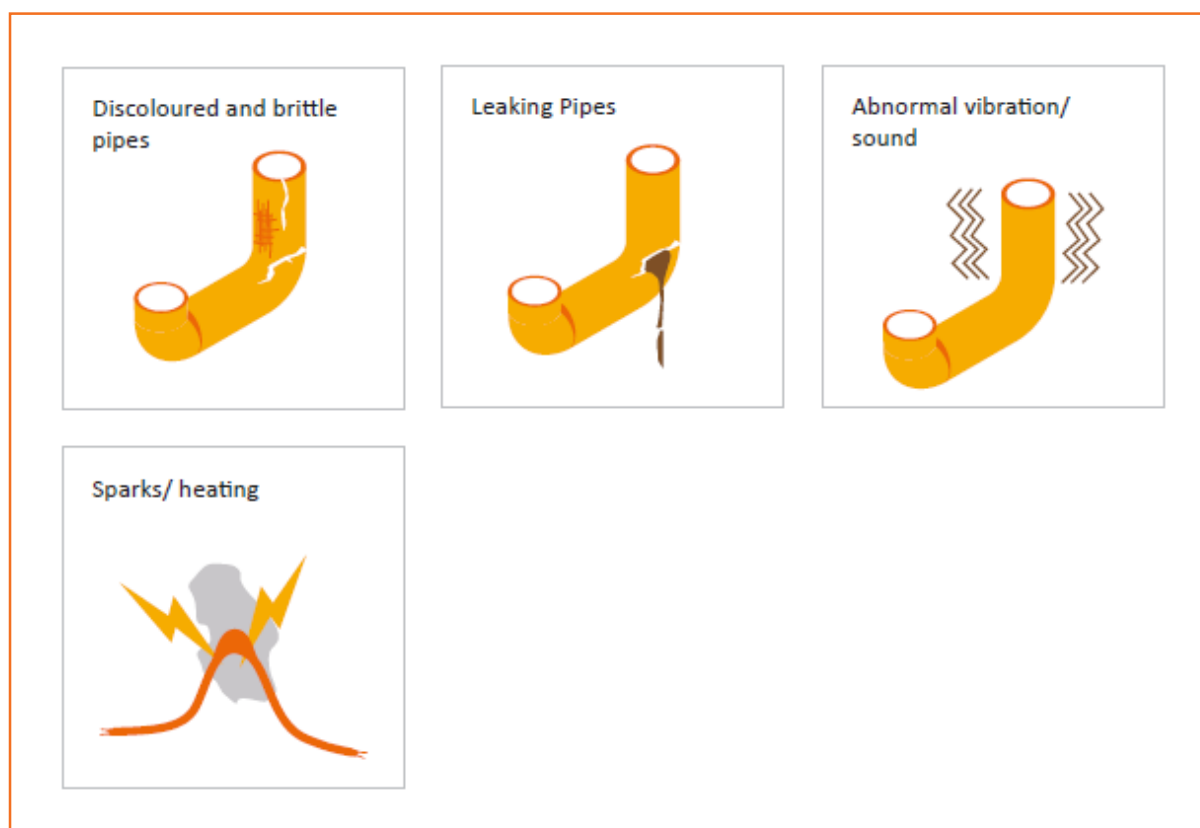 Discoloured and brittle
pipes
Leaking Pipes
Abnormal vibration/
sound
Sparks/ heating